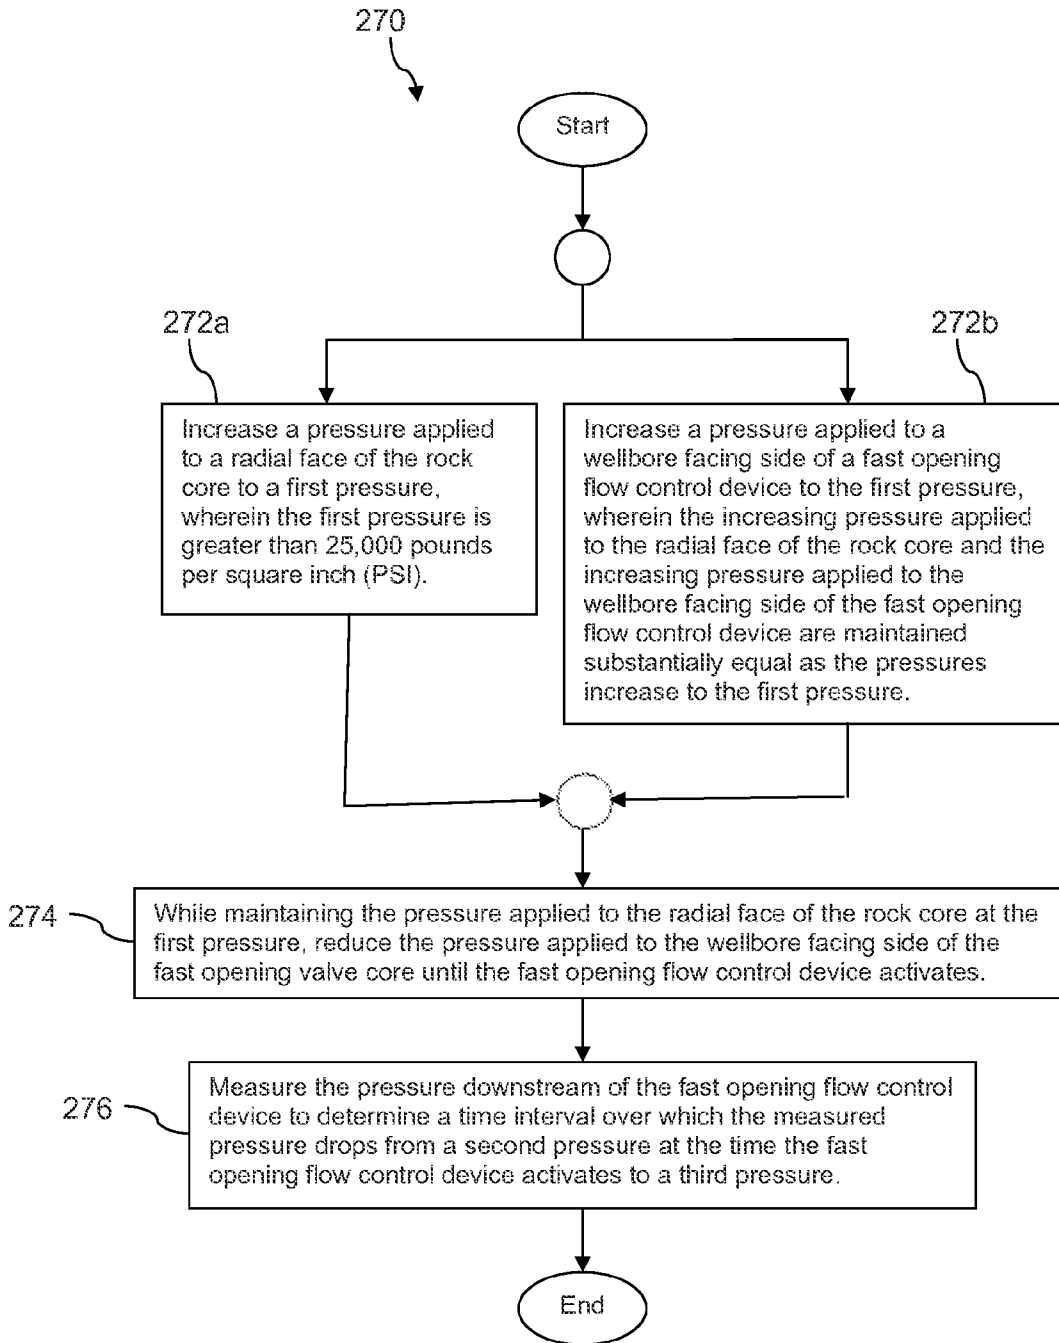 270
Start
272a
272b
Increase a pressure applied
to a radial face of the rock
core to a first pressure,
wherein the first pressure is
greater than 25,000 pounds
per square inch (PSI).
Increase a pressure applied to a
wellbore facing side of a fast opening
flow control device to the first pressure,
wherein the increasing pressure applied
to the radial face of the rock core and the
increasing pressure applied to the
wellbore facing side of the fast opening
flow control device are maintained
substantially equal as the pressures
increase to the first pressure.
274
While maintaining the pressure applied to the radial face of the rock core at the
first pressure, reduce the pressure applied to the wellbore facing side of the
fast opening valve core until the fast opening flow control device activates.
276
Measure the pressure downstream of the fast opening flow control
device to determine a time interval over which the measured
pressure drops from a second pressure at the time the fast
opening flow control device activates to a third pressure.
End